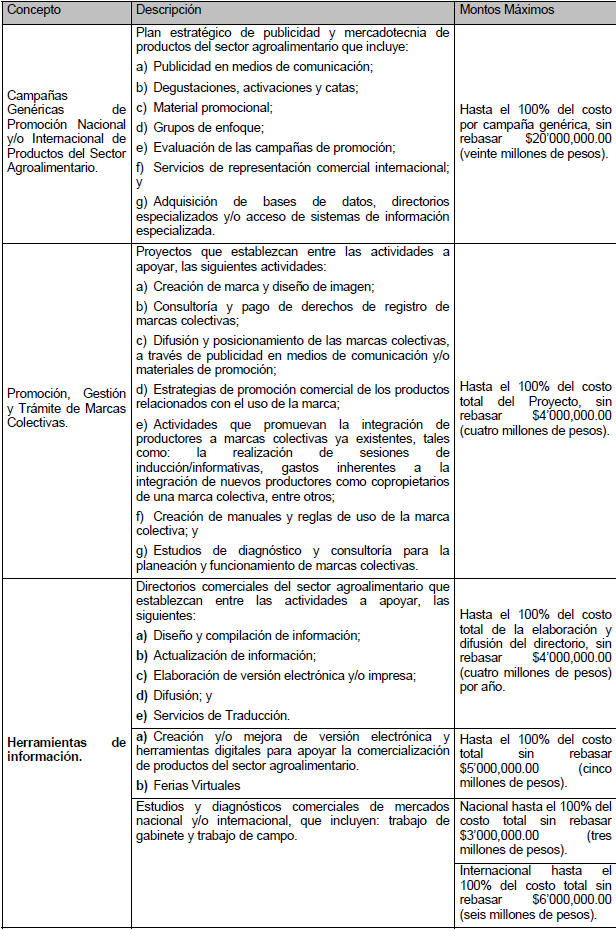 Concepto
Descripción
Montos Máximos
Campañas
Genéricas de
Promoción Nacional
y/o Internacional de
Productos del Sector
Agroalimentario.
Plan estratégico de publicidad y mercadotecnia de
productos del sector agroalimentario que incluye:
a) Publicidad en medios de comunicación;
b) Degustaciones, activaciones y catas;
c) Material promocional;
d) Grupos de enfoque;
e) Evaluación de las campañas de promoción;
f) Servicios de representación comercial internacional;
y
g) Adquisición de bases de datos, directorios
especializados y/o acceso de sistemas de información
especializada.
Hasta el 100% del costo
por campaña genérica, sin
rebasar $20'000,000.00
(veinte millones de pesos).
Promoción, Gestión
y Trámite de Marcas
Colectivas.
Proyectos que establezcan entre las actividades a
apoyar, las siguientes actividades:
a) Creación de marca y diseño de imagen;
b) Consultoría y pago de derechos de registro de
marcas colectivas;
c) Difusión y posicionamiento de las marcas colectivas,
a través de publicidad en medios de comunicación y/o
materiales de promoción;
d) Estrategias de promoción comercial de los productos
relacionados con el uso de la marca;
e) Actividades que promuevan la integración de
productores a marcas colectivas ya existentes, tales
como: la realización de sesiones de
inducción/informativas, gastos inherentes a la
integración de nuevos productores como copropietarios
de una marca colectiva, entre otros;
f) Creación de manuales y reglas de uso de la marca
colectiva; y
g) Estudios de diagnóstico y consultoría para la
planeación y funcionamiento de marcas colectivas.
Hasta el 100% del costo
total del Proyecto, sin
rebasar $4'000,000.00
(cuatro millones de pesos).
Herramientas de
información.
Directorios comerciales del sector agroalimentario que
establezcan entre las actividades a apoyar, las
siguientes:
a) Diseño y compilación de información;
b) Actualización de información;
c) Elaboración de versión electrónica y/o impresa;
d) Difusión; y
e) Servicios de Traducción.
Hasta el 100% del costo
total de la elaboración y
difusión del directorio, sin
rebasar $4'000,000.00
(cuatro millones de pesos)
por año.
a) Creación y/o mejora de versión electrónica y
herramientas digitales para apoyar la comercialización
de productos del sector agroalimentario.
b) Ferias Virtuales
Hasta el 100% del costo
total sin rebasar
$5'000,000.00 (cinco
millones de pesos).
Estudios y diagnósticos comerciales de mercados
nacional y/o internacional, que incluyen: trabajo de
gabinete y trabajo de campo.
Nacional hasta el 100% del
costo total sin rebasar
$3'000,000.00 (tres
millones de pesos).
Internacional hasta el
100% del costo total sin
rebasar $6'000,000.00
(seis millones de pesos).